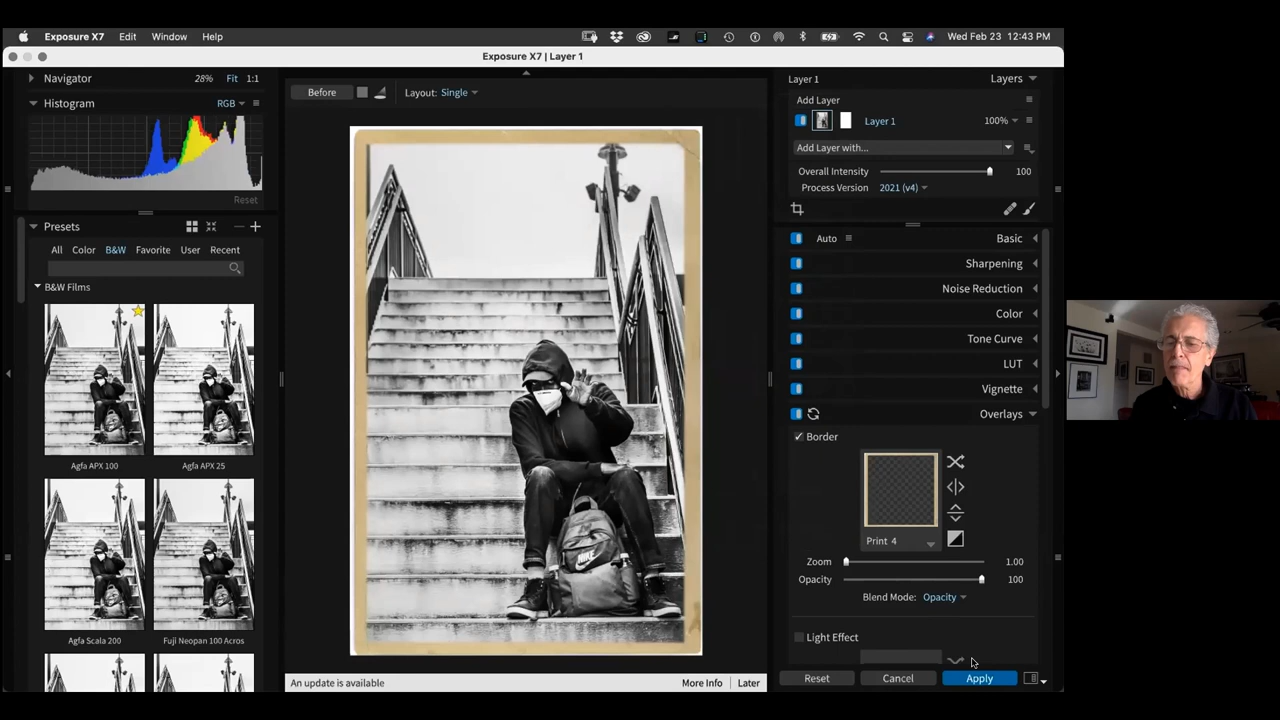 Exposure X7 Edit Window Help Wed Feb 23 12:43 PM
Exposure X7 | Layer 1
Navigator 28% Fit 1:1
Histogram RGB
Reset
Presets
All Color B&W Favorite User Recent
B&W Films
Agfa APX 100 Agfa APX 25
Agfa Scala 200 Fuji Neopan 100 Acros
Before Layout: Single
NIKE
An update is available More Info Later
Layer 1 Layers
Add Layer
Layer 1 100%
Add Layer with...
Overall Intensity 100
Process Version 2021 (v4)
Auto Basic
Sharpening
Noise Reduction
Color
Tone Curve
LUT
Vignette
Overlays
Border
Print 4
Zoom 1.00
Opacity 100
Blend Mode: Opacity
Light Effect
Reset Cancel Apply